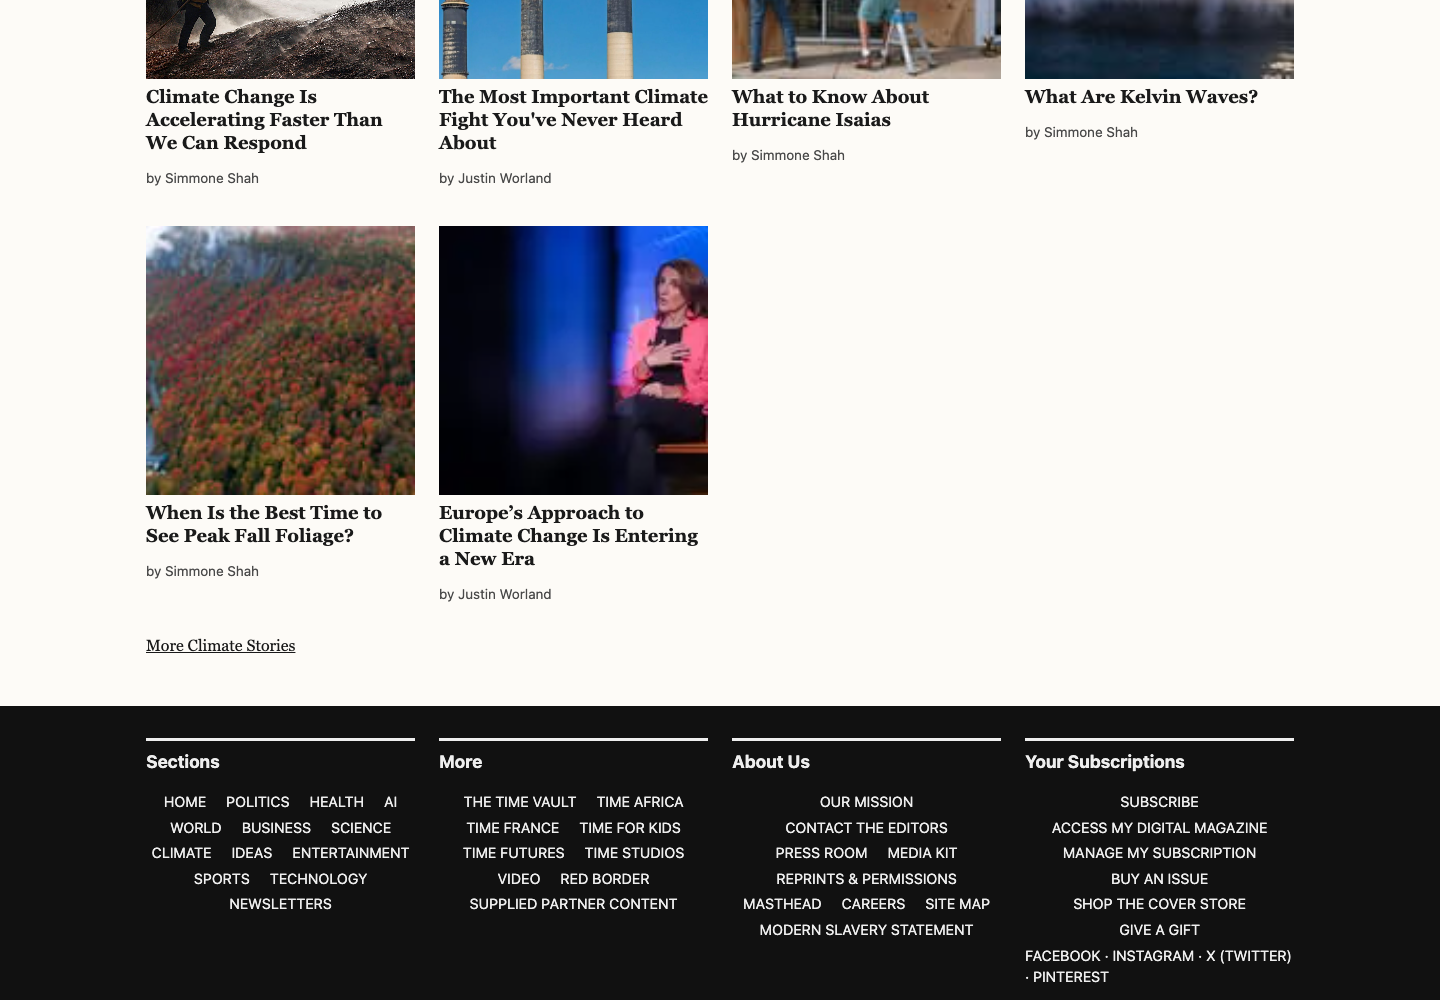 Climate Change Is
Accelerating Faster Than
We Can Respond
by Simmone Shah
The Most Important Climate
Fight You've Never Heard
About
by Justin Worland
What to Know About
Hurricane Isaias
by Simmone Shah
What Are Kelvin Waves?
by Simmone Shah
When Is the Best Time to
See Peak Fall Foliage?
by Simmone Shah
Europe’s Approach to
Climate Change Is Entering
a New Era
by Justin Worland
More Climate Stories
Sections
HOME POLITICS HEALTH AI
WORLD BUSINESS SCIENCE
CLIMATE IDEAS ENTERTAINMENT
SPORTS TECHNOLOGY
NEWSLETTERS
More
THE TIME VAULT TIME AFRICA
TIME FRANCE TIME FOR KIDS
TIME FUTURES TIME STUDIOS
VIDEO RED BORDER
SUPPLIED PARTNER CONTENT
About Us
OUR MISSION
CONTACT THE EDITORS
PRESS ROOM MEDIA KIT
REPRINTS & PERMISSIONS
MASTHEAD CAREERS SITE MAP
MODERN SLAVERY STATEMENT
Your Subscriptions
SUBSCRIBE
ACCESS MY DIGITAL MAGAZINE
MANAGE MY SUBSCRIPTION
BUY AN ISSUE
SHOP THE COVER STORE
GIVE A GIFT
FACEBOOK · INSTAGRAM · X (TWITTER)
· PINTEREST